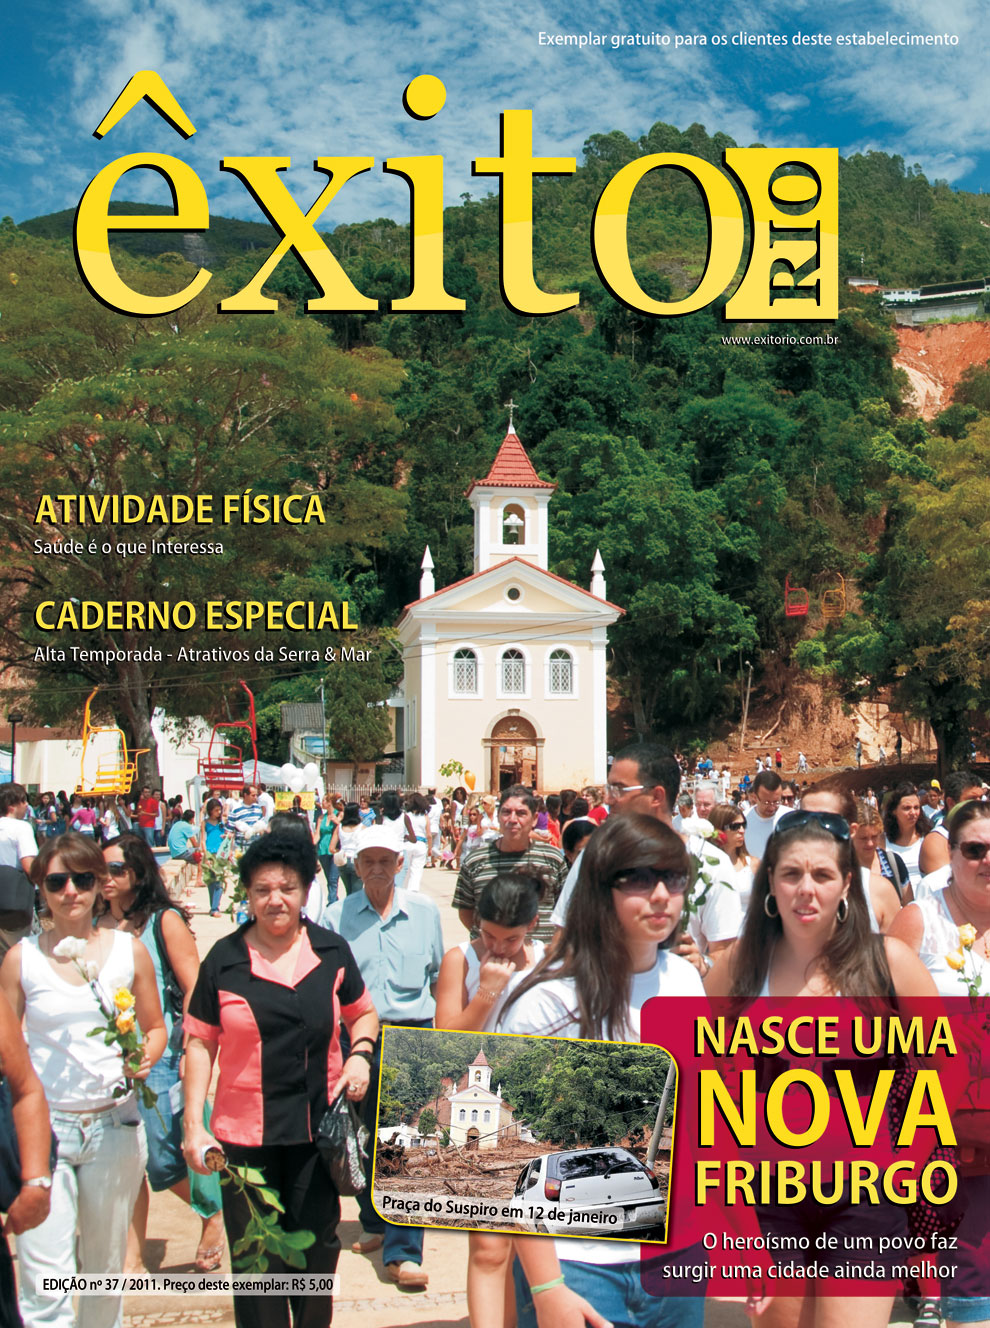 Exemplar gratuito para os clientes deste estabelecimento
êxito RIO
www.exitorio.com.br
ATIVIDADE FÍSICA
Saúde é o que Interessa
CADERNO ESPECIAL
Alta Temporada - Atrativos da Serra & Mar
NASCE UMA
NOVA
FRIBURGO
O heroísmo de um povo faz
surgir uma cidade ainda melhor
Praça do Suspiro em 12 de janeiro
EDIÇÃO nº 37 / 2011. Preço deste exemplar: R$ 5,00